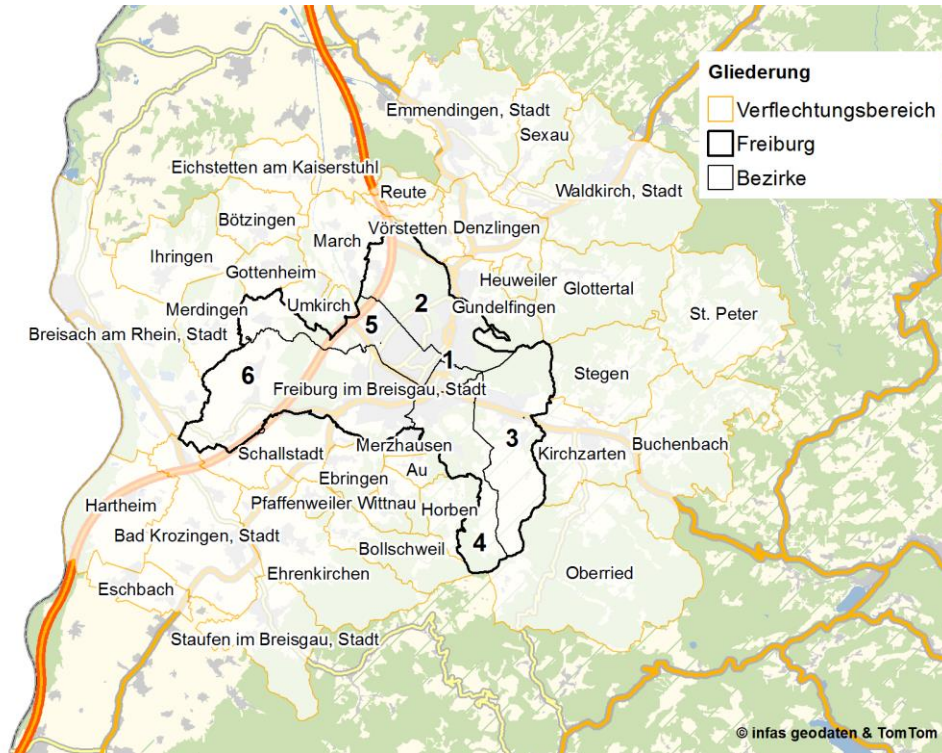 Gliederung
Verflechtungsbereich
Freiburg
Bezirke
Emmendingen, Stadt
Sexau
Eichstetten am Kaiserstuhl
Reute
Waldkirch, Stadt
Bötzingen
Vörstetten
Denzlingen
March
Ihringen
Gottenheim
Heuweiler
Glottertal
Merdingen
Umkirch
2
Gundelfingen
St. Peter
Breisach am Rhein, Stadt
5
1
6
Freiburg im Breisgau, Stadt
Stegen
3
Merzhausen
Kirchzarten
Buchenbach
Schallstadt
Au
Ebringen
Hartheim
Pfaffenweiler
Wittnau
Horben
Bad Krozingen, Stadt
Bollschweil
4
Eschbach
Ehrenkirchen
Oberried
Staufen im Breisgau, Stadt
© infas geodaten & TomTom